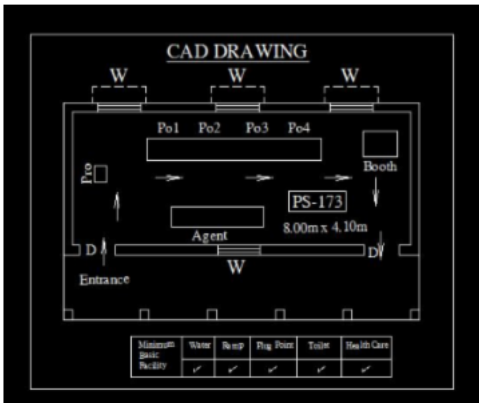 CAD DRAWING
W W W
Po1 Po2 Po3 Po4
Pro
Booth
PS-173
8.00m x 4.10m
Agent
D D
W
Entrance
Minimum Basic Facility Water Ramp Plug Point Toilet Health Care
✓ ✓ ✓ ✓ ✓